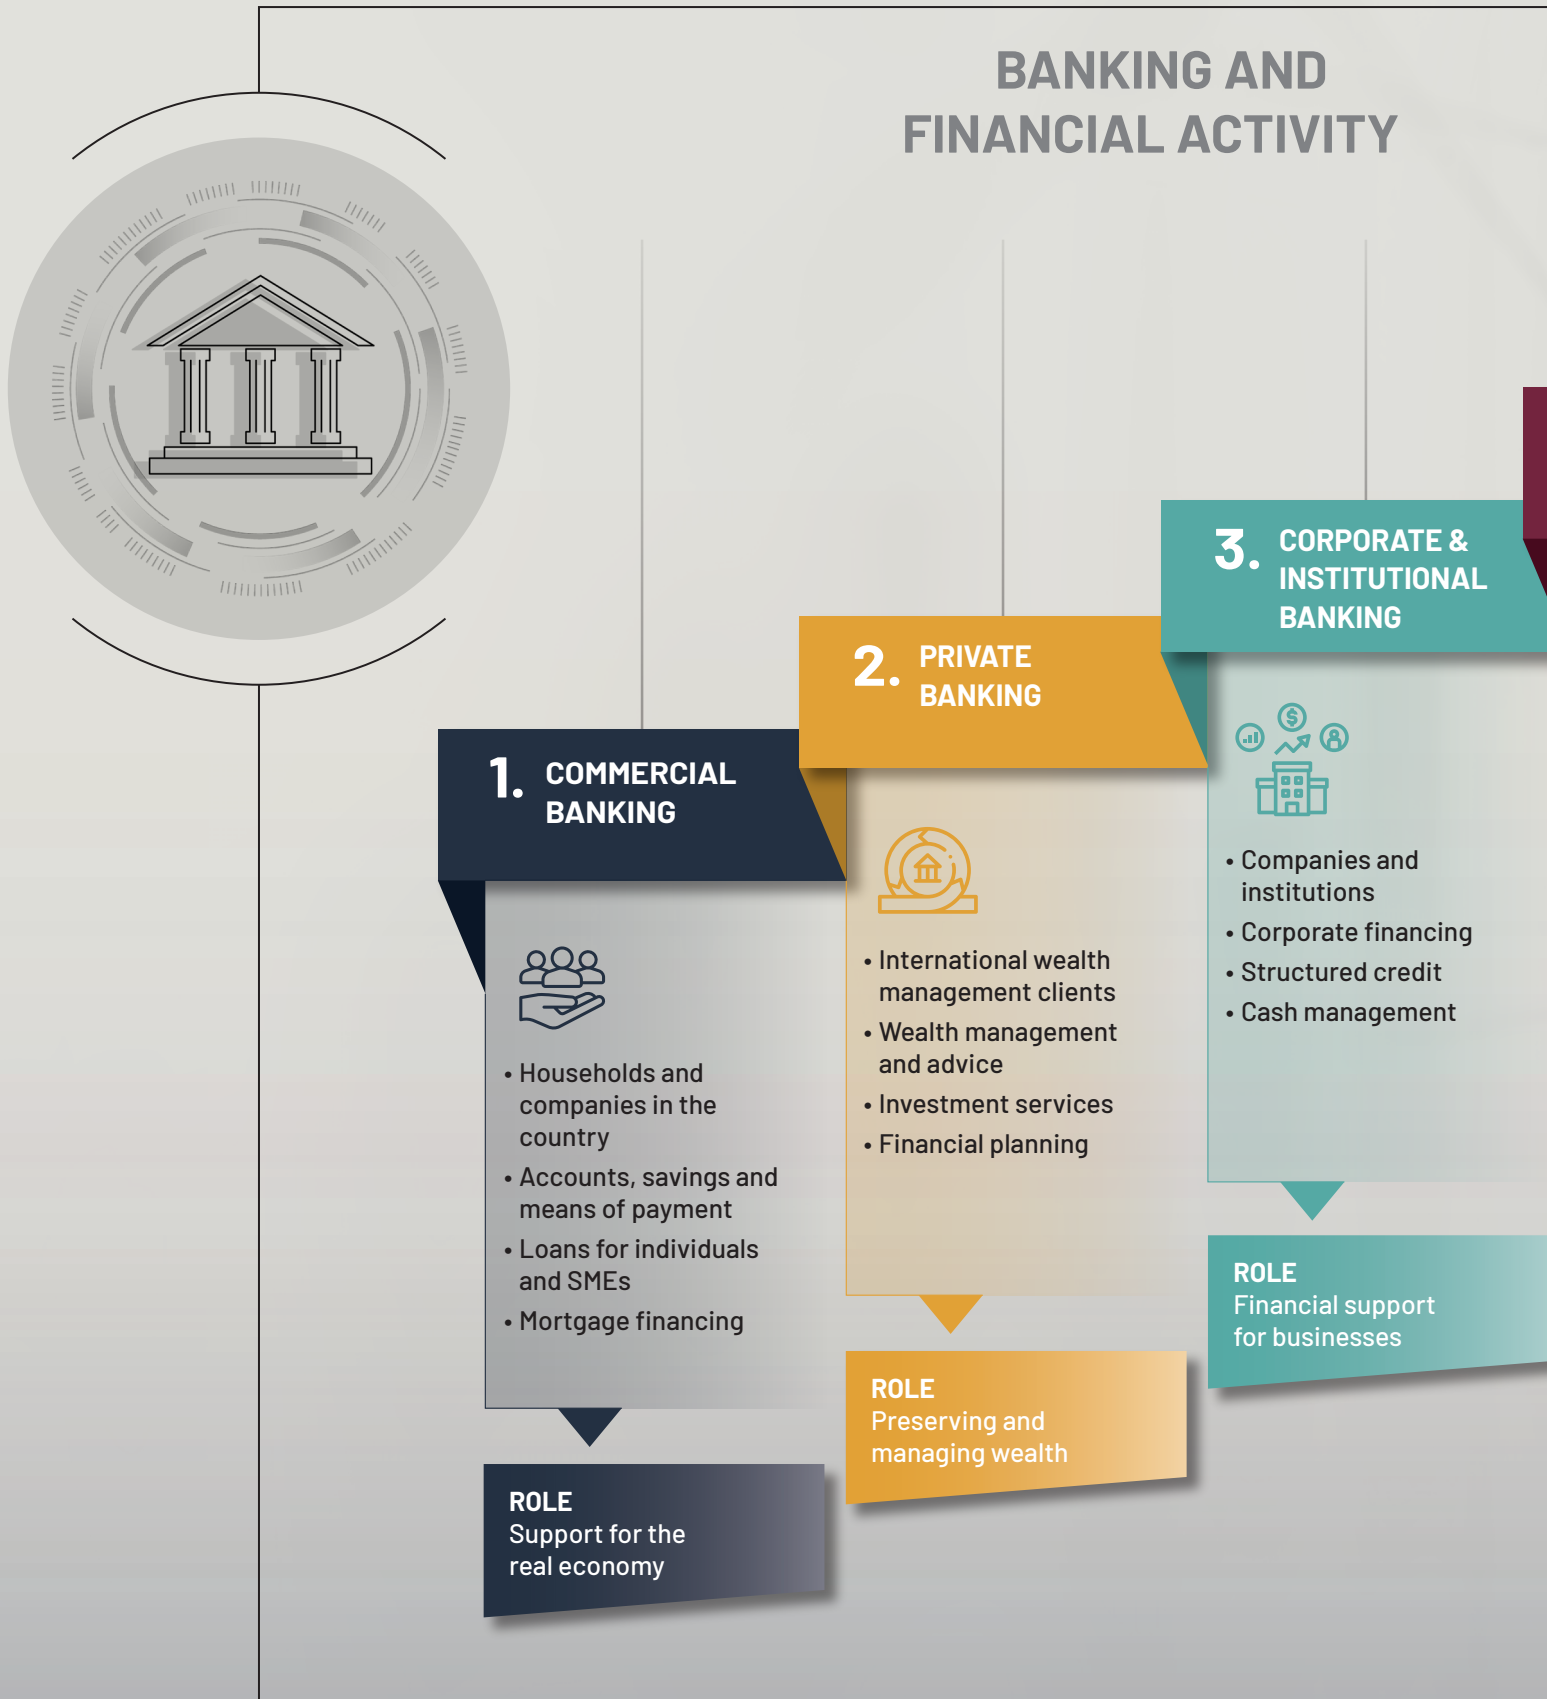 BANKING AND
FINANCIAL ACTIVITY
1. COMMERCIAL
BANKING
• Households and
companies in the
country
• Accounts, savings and
means of payment
• Loans for individuals
and SMEs
• Mortgage financing
ROLE
Support for the
real economy
2. PRIVATE
BANKING
• International wealth
management clients
• Wealth management
and advice
• Investment services
• Financial planning
ROLE
Preserving and
managing wealth
3. CORPORATE &
INSTITUTIONAL
BANKING
• Companies and
institutions
• Corporate financing
• Structured credit
• Cash management
ROLE
Financial support
for businesses